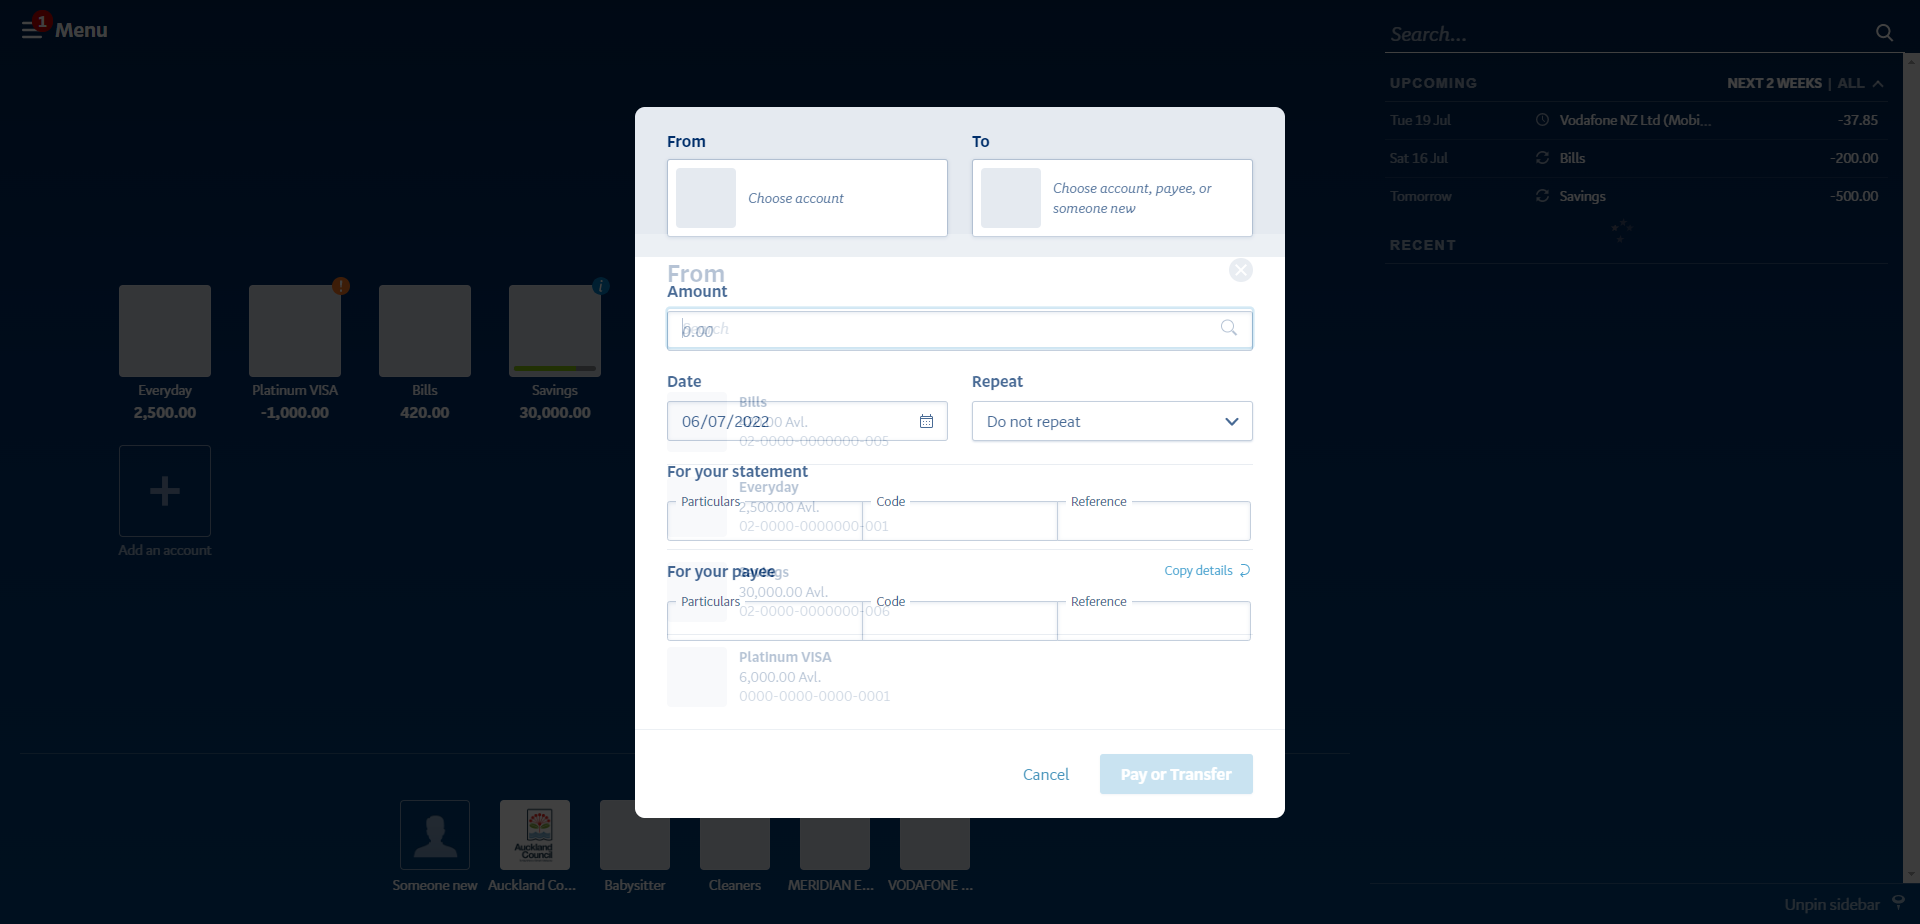 1
Menu
Search...
UPCOMING
NEXT 2 WEEKS | ALL
Tue 19 Jul
Vodafone NZ Ltd (Mobi...
-37.85
Sat 16 Jul
Bills
-200.00
Tomorrow
Savings
-500.00
RECENT
Everyday
2,500.00
!
Platinum VISA
-1,000.00
Bills
420.00
i
Savings
30,000.00
Add an account
From
Choose account
To
Choose account, payee, or
someone new
From
Amount
Search
0.00
Date
Repeat
06/07/2022
Do not repeat
Bills
Avl.
02-0000-0000000-005
For your statement
Everyday
2,500.00 Avl.
02-0000-0000000-001
Particulars
Code
Reference
For your payee
Copy details
Savings
30,000.00 Avl.
02-0000-0000000-006
Particulars
Code
Reference
Platinum VISA
6,000.00 Avl.
0000-0000-0000-0001
Cancel
Pay or Transfer
Someone new
Auckland
Council
Auckland Co...
Babysitter
Cleaners
MERIDIAN E...
VODAFONE ...
Unpin sidebar